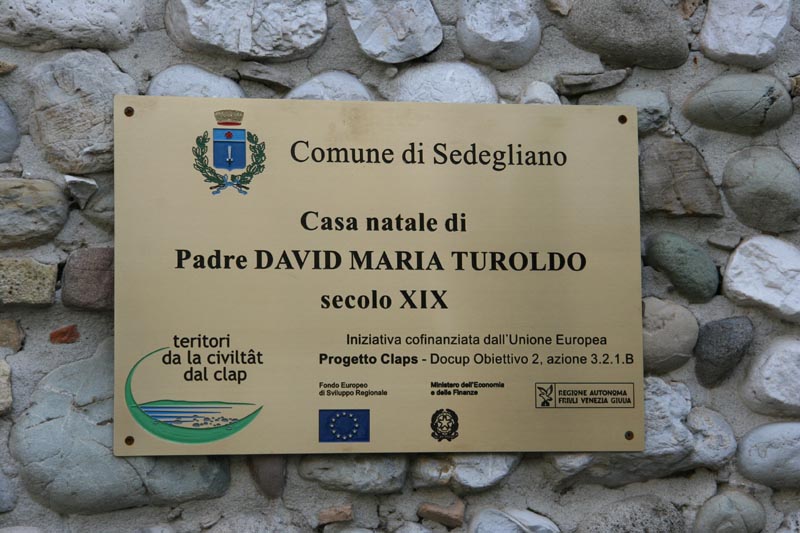 Comune di Sedegliano
Casa natale di
Padre DAVID MARIA TUROLDO
secolo XIX
teritori
da la civiltât
dal clap
Iniziativa cofinanziata dall'Unione Europea
Progetto Claps - Docup Obiettivo 2, azione 3.2.1.B
Fondo Europeo
di Sviluppo Regionale
Ministero dell'Economia
e delle Finanze
REGIONE AUTONOMA
FRIULI VENEZIA GIULIA